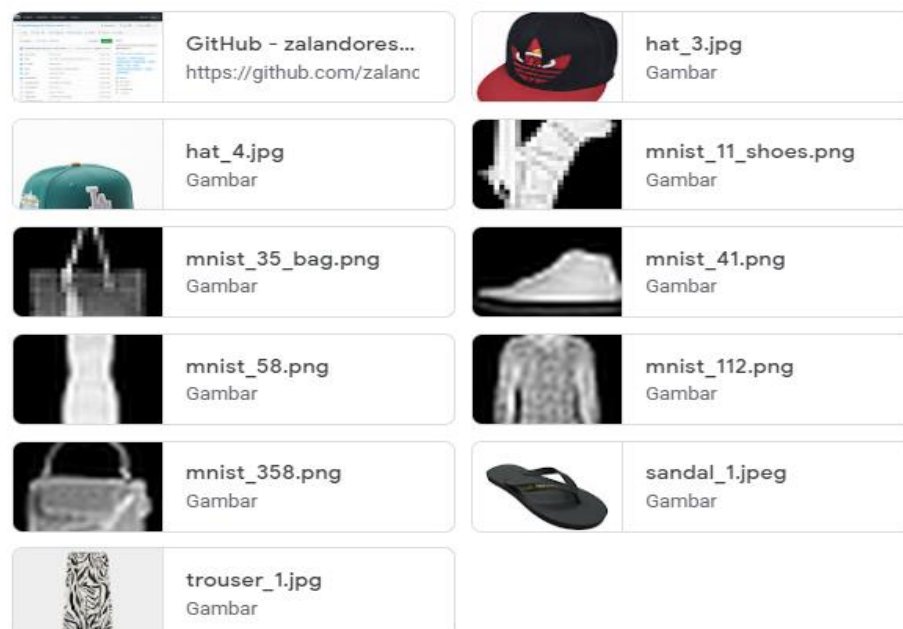 GitHub - zalandores...
https://github.com/zalanc
hat_3.jpg
Gambar
hat_4.jpg
Gambar
mnist_11_shoes.png
Gambar
mnist_35_bag.png
Gambar
mnist_41.png
Gambar
mnist_58.png
Gambar
mnist_112.png
Gambar
mnist_358.png
Gambar
sandal_1.jpeg
Gambar
trouser_1.jpg
Gambar